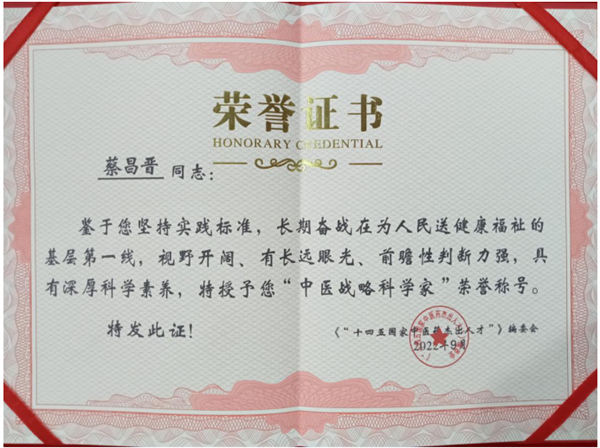 荣誉证书
HONORARY CREDENTIAL
蔡昌晋 同志：
鉴于您坚持实践标准，长期奋战在为人民送健康福祉的
基层第一线，视野开阔、有长远眼光、前瞻性判断力强，具
有深厚科学素养，特授予您“中医战略科学家”荣誉称号。
特发此证！
《“十四五国家中医药杰出人才”》编委会
2022年9月